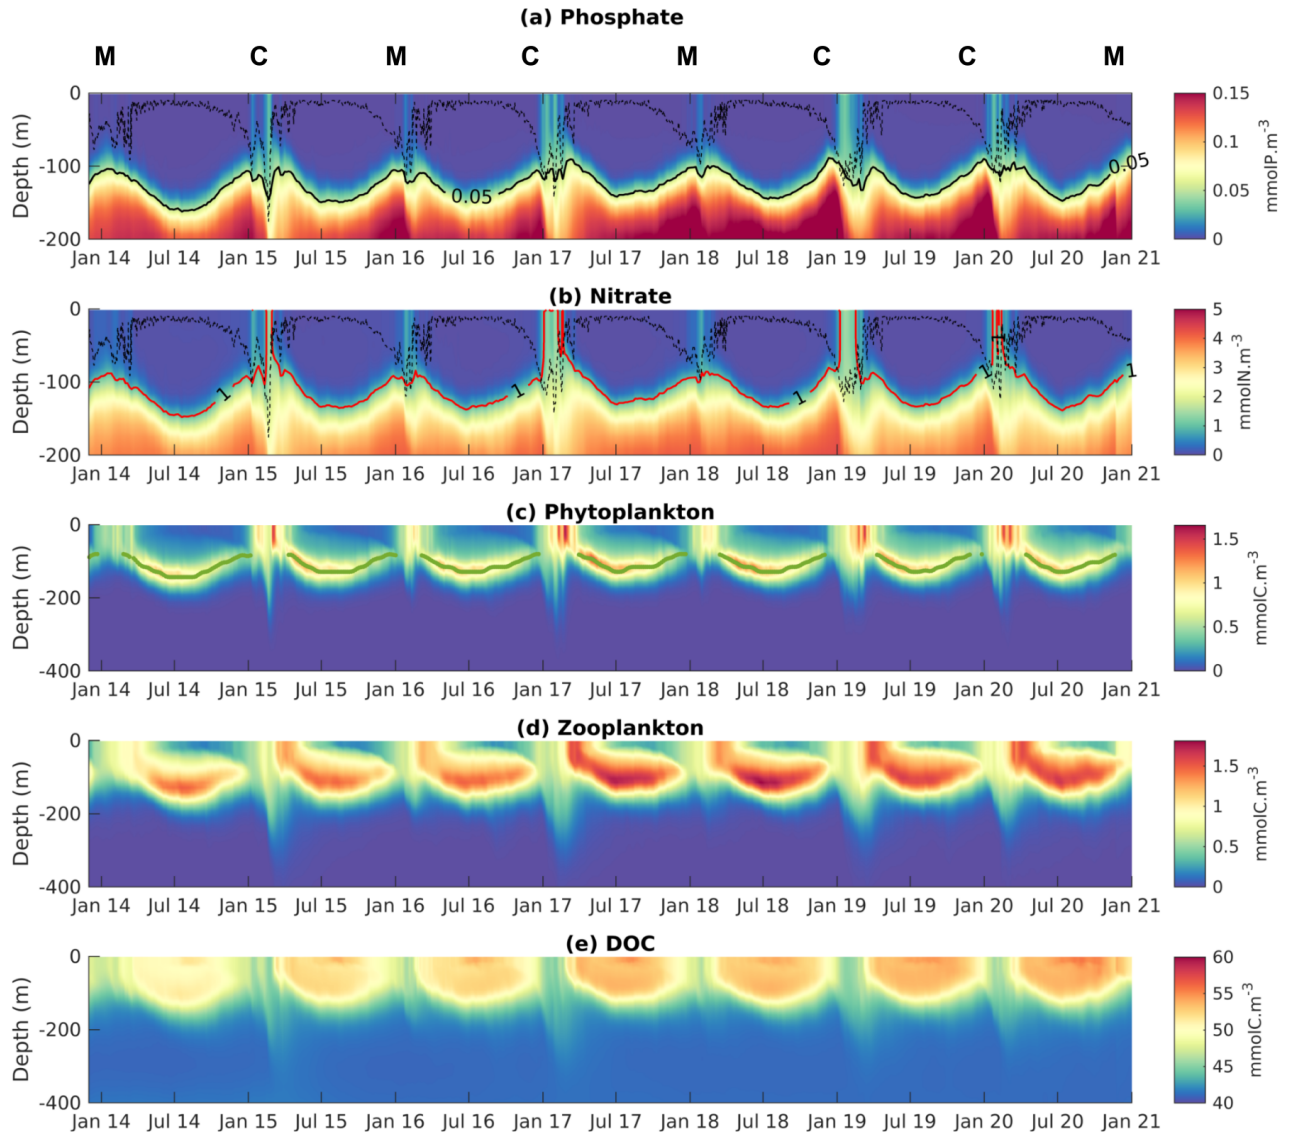 (a) Phosphate
M C M C M C C M
0
-100
-200
Depth (m)
0.05
0.05
0.15
0.1
0.05
0
mmolP.m-3
Jan 14 Jul 14 Jan 15 Jul 15 Jan 16 Jul 16 Jan 17 Jul 17 Jan 18 Jul 18 Jan 19 Jul 19 Jan 20 Jul 20 Jan 21
(b) Nitrate
0
-100
-200
Depth (m)
1
1
1
1
1
1
5
4
3
2
1
0
mmolN.m-3
Jan 14 Jul 14 Jan 15 Jul 15 Jan 16 Jul 16 Jan 17 Jul 17 Jan 18 Jul 18 Jan 19 Jul 19 Jan 20 Jul 20 Jan 21
(c) Phytoplankton
0
-200
-400
Depth (m)
1.5
1
0.5
0
mmolC.m-3
Jan 14 Jul 14 Jan 15 Jul 15 Jan 16 Jul 16 Jan 17 Jul 17 Jan 18 Jul 18 Jan 19 Jul 19 Jan 20 Jul 20 Jan 21
(d) Zooplankton
0
-200
-400
Depth (m)
1.5
1
0.5
0
mmolC.m-3
Jan 14 Jul 14 Jan 15 Jul 15 Jan 16 Jul 16 Jan 17 Jul 17 Jan 18 Jul 18 Jan 19 Jul 19 Jan 20 Jul 20 Jan 21
(e) DOC
0
-200
-400
Depth (m)
60
55
50
45
40
mmolC.m-3
Jan 14 Jul 14 Jan 15 Jul 15 Jan 16 Jul 16 Jan 17 Jul 17 Jan 18 Jul 18 Jan 19 Jul 19 Jan 20 Jul 20 Jan 21